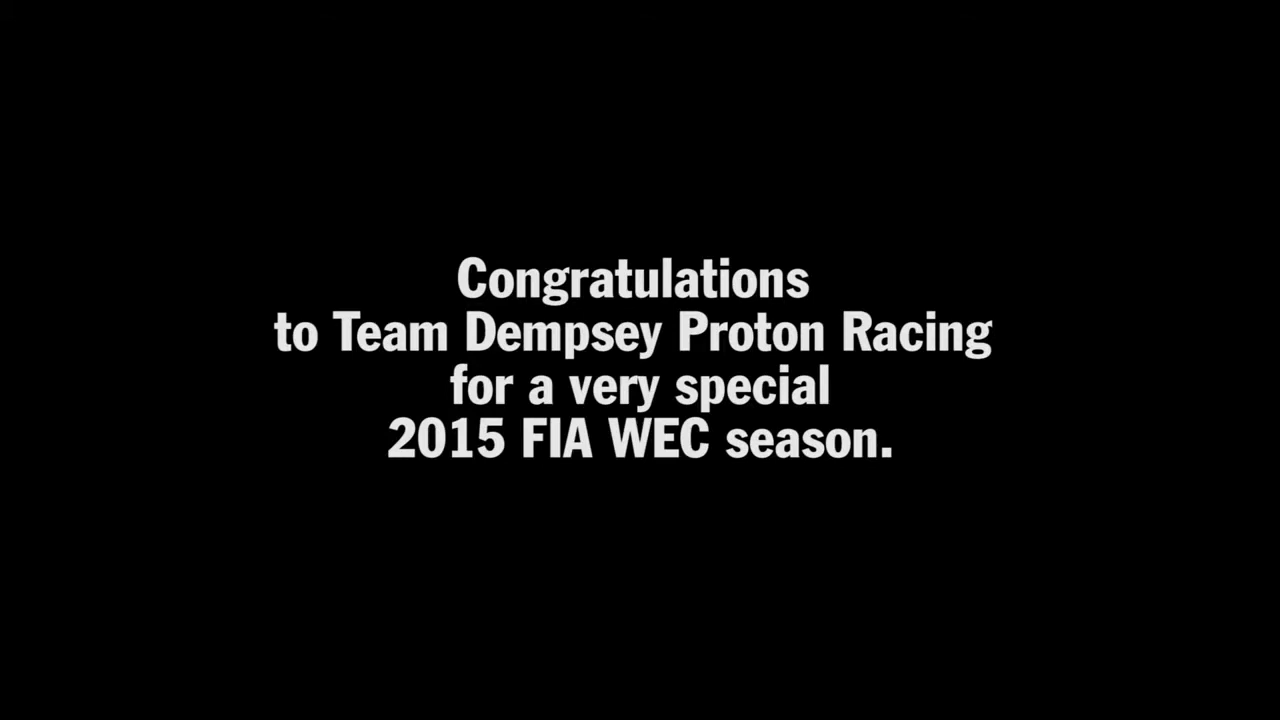 Congratulations
to Team Dempsey Proton Racing
for a very special
2015 FIA WEC season.